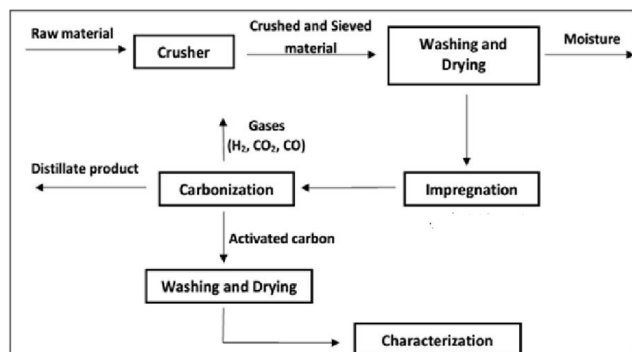 Raw material
Crusher
Crushed and Sieved
material
Washing and
Drying
Moisture
Gases
(H₂, CO₂, CO)
Distillate product
Carbonization
Impregnation
Activated carbon
Washing and Drying
Characterization